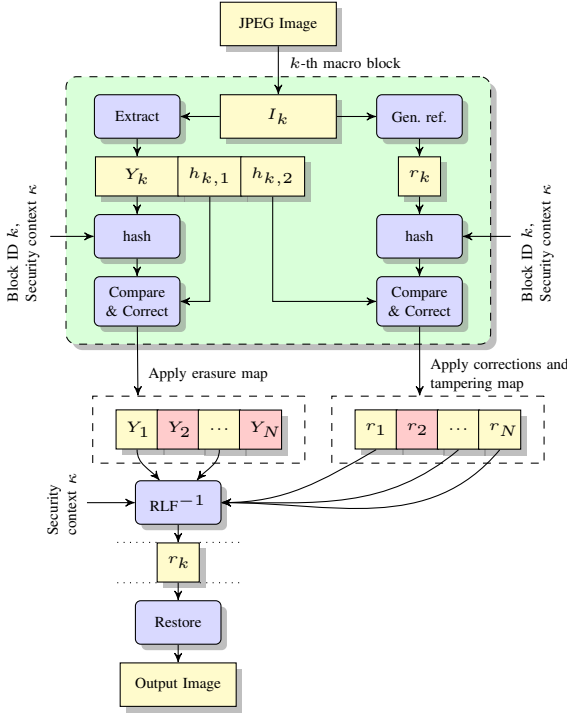 JPEG Image
k-th macro block
Extract
I_k
Gen. ref.
Y_k
h_{k,1}
h_{k,2}
r_k
Block ID k,
Security context κ
hash
hash
Block ID k,
Security context κ
Compare
& Correct
Compare
& Correct
Apply erasure map
Apply corrections and
tampering map
Y_1
Y_2
...
Y_N
r_1
r_2
...
r_N
Security
context κ
RLF^{-1}
r_k
Restore
Output Image